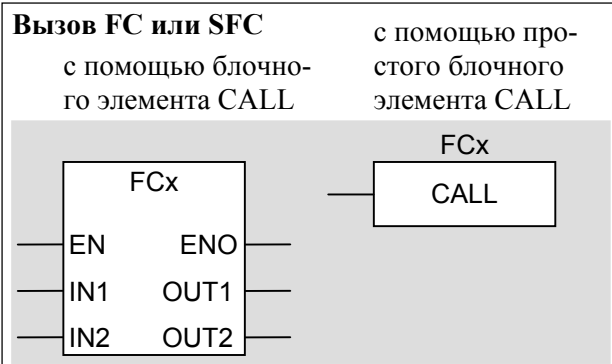 Вызов FC или SFC
с помощью блочно-
го элемента CALL
с помощью про-
стого блочного
элемента CALL
FCx
EN ENO
IN1 OUT1
IN2 OUT2
FCx
CALL